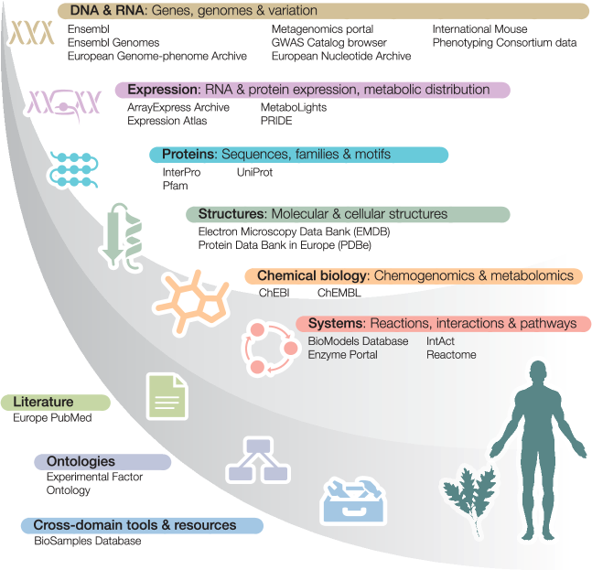 DNA & RNA: Genes, genomes & variation
Ensembl
Ensembl Genomes
European Genome-phenome Archive
Metagenomics portal
GWAS Catalog browser
European Nucleotide Archive
International Mouse
Phenotyping Consortium data
Expression: RNA & protein expression, metabolic distribution
ArrayExpress Archive
Expression Atlas
MetaboLights
PRIDE
Proteins: Sequences, families & motifs
InterPro
Pfam
UniProt
Structures: Molecular & cellular structures
Electron Microscopy Data Bank (EMDB)
Protein Data Bank in Europe (PDBe)
Chemical biology: Chemogenomics & metabolomics
ChEBI
ChEMBL
Systems: Reactions, interactions & pathways
BioModels Database
Enzyme Portal
IntAct
Reactome
Literature
Europe PubMed
Ontologies
Experimental Factor
Ontology
Cross-domain tools & resources
BioSamples Database